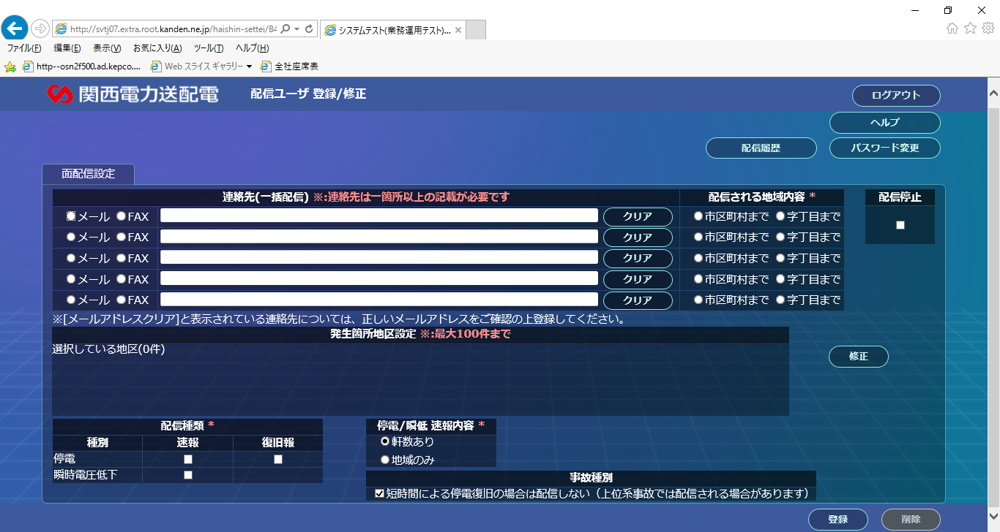 http://svtj07.extra.root.kanden.ne.jp/haishin-settei/B4
システムテスト(業務運用テスト)...
ファイル(F) 編集(E) 表示(V) お気に入り(A) ツール(T) ヘルプ(H)
http--osn2f500.ad.kepco.... Web スライス ギャラリー 全社座席表
関西電力送配電 配信ユーザ 登録/修正 ログアウト
ヘルプ
配信履歴 パスワード変更
面配信設定
連絡先(一括配信) ※:連絡先は一箇所以上の記載が必要です 配信される地域内容 * 配信停止
メール FAX クリア 市区町村まで 字丁目まで
メール FAX クリア 市区町村まで 字丁目まで
メール FAX クリア 市区町村まで 字丁目まで
メール FAX クリア 市区町村まで 字丁目まで
メール FAX クリア 市区町村まで 字丁目まで
※[メールアドレスクリア]と表示されている連絡先については、正しいメールアドレスをご確認の上登録してください。
発生箇所地区設定 ※:最大100件まで
選択している地区(0件)
修正
配信種類 * 停電/瞬低 速報内容 *
種別 速報 復旧報 軒数あり
停電 地域のみ
瞬時電圧低下
事故種別
短時間による停電復旧の場合は配信しない（上位系事故では配信される場合があります）
登録 削除